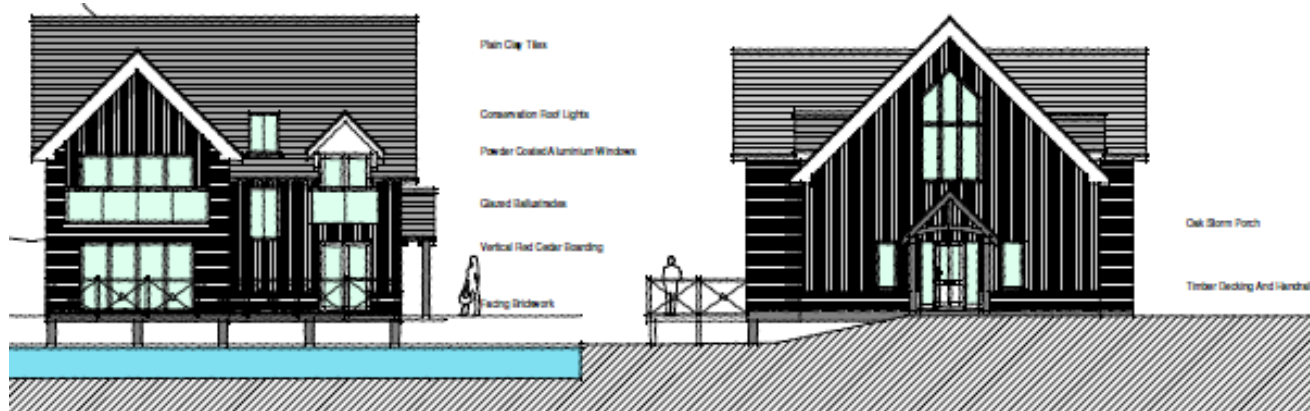 Plain Clay Tiles
Conservation Roof Lights
Powder Coated Aluminium Windows
Glazed Ballustrades
Vertical Red Cedar Boarding
Facing Brickwork
Oak Storm Porch
Timber Decking And Handrail